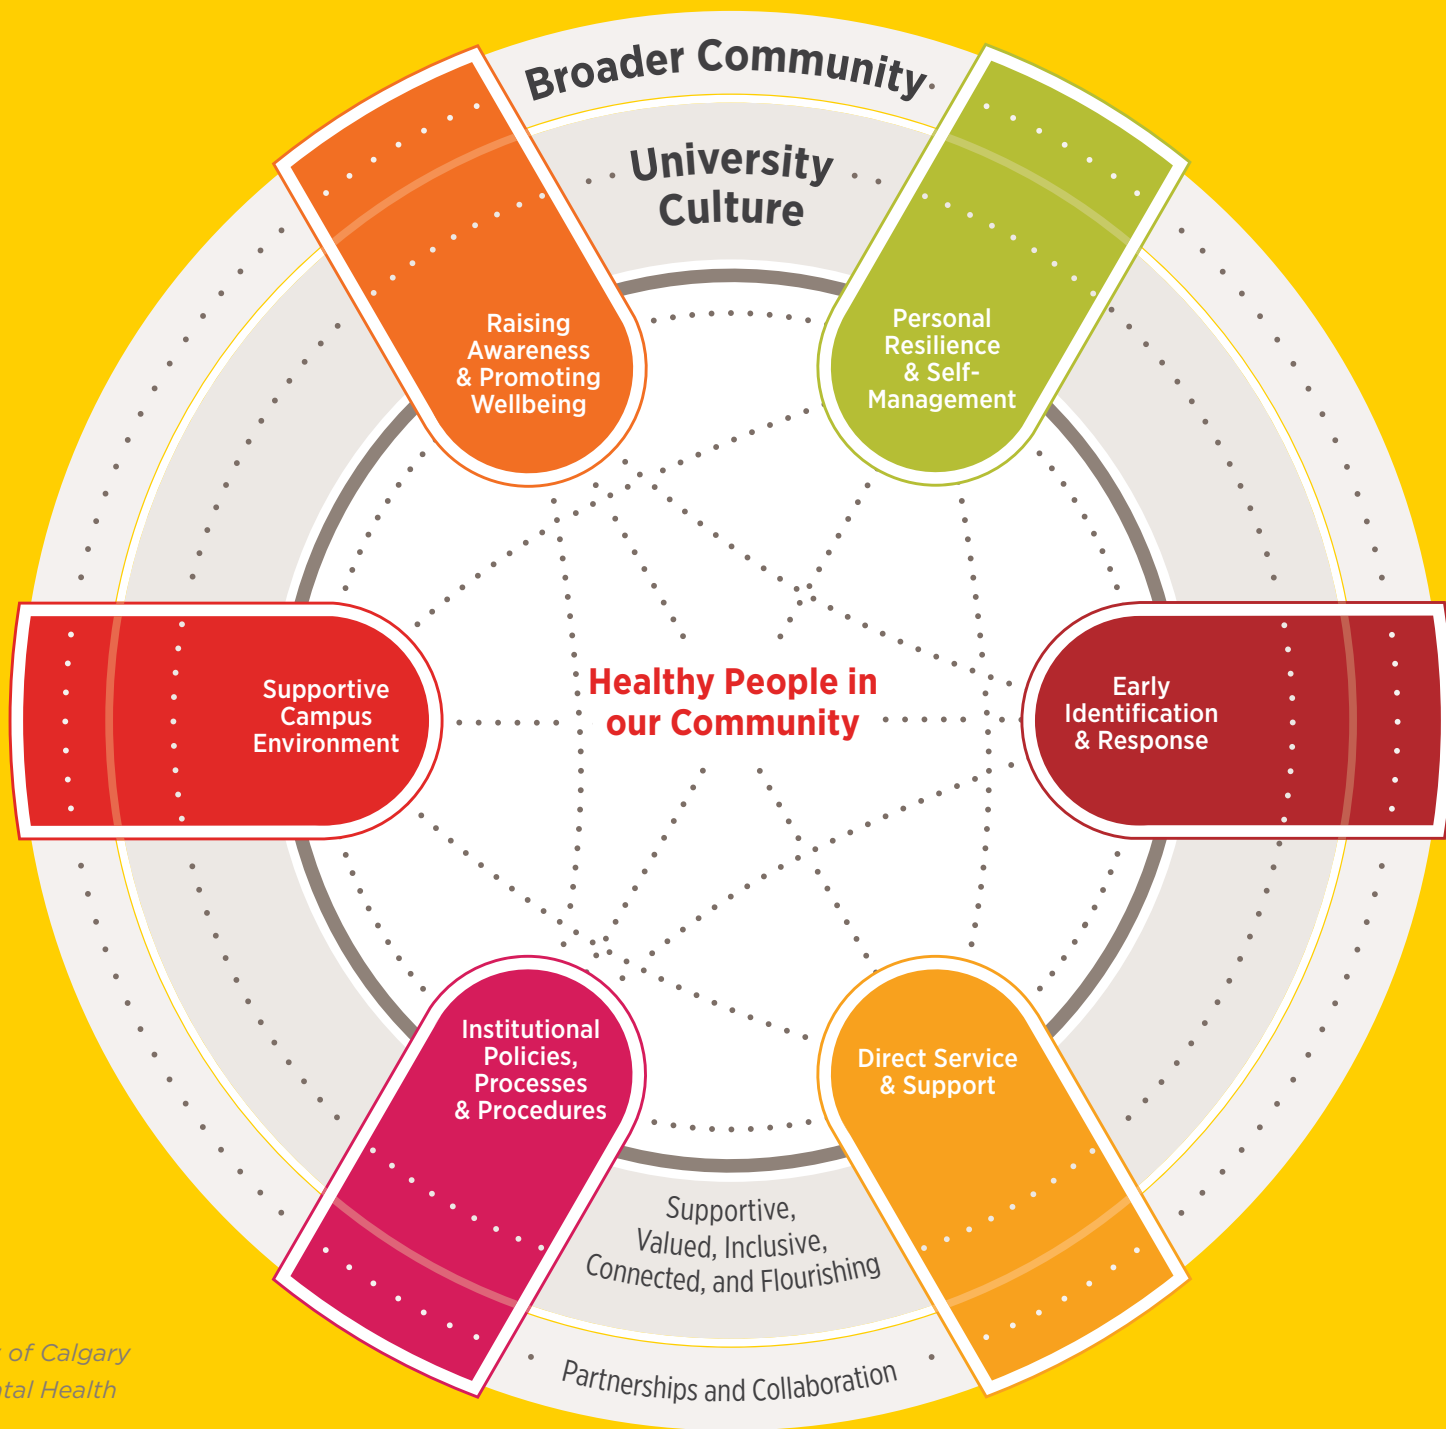 Broader Community
University
Culture
Raising
Awareness
& Promoting
Wellbeing
Personal
Resilience
& Self-
Management
Supportive
Campus
Environment
Healthy People in
our Community
Early
Identification
& Response
Institutional
Policies,
Processes
& Procedures
Direct Service
& Support
Supportive,
Valued, Inclusive,
Connected, and Flourishing
Partnerships and Collaboration
of Calgary
Health